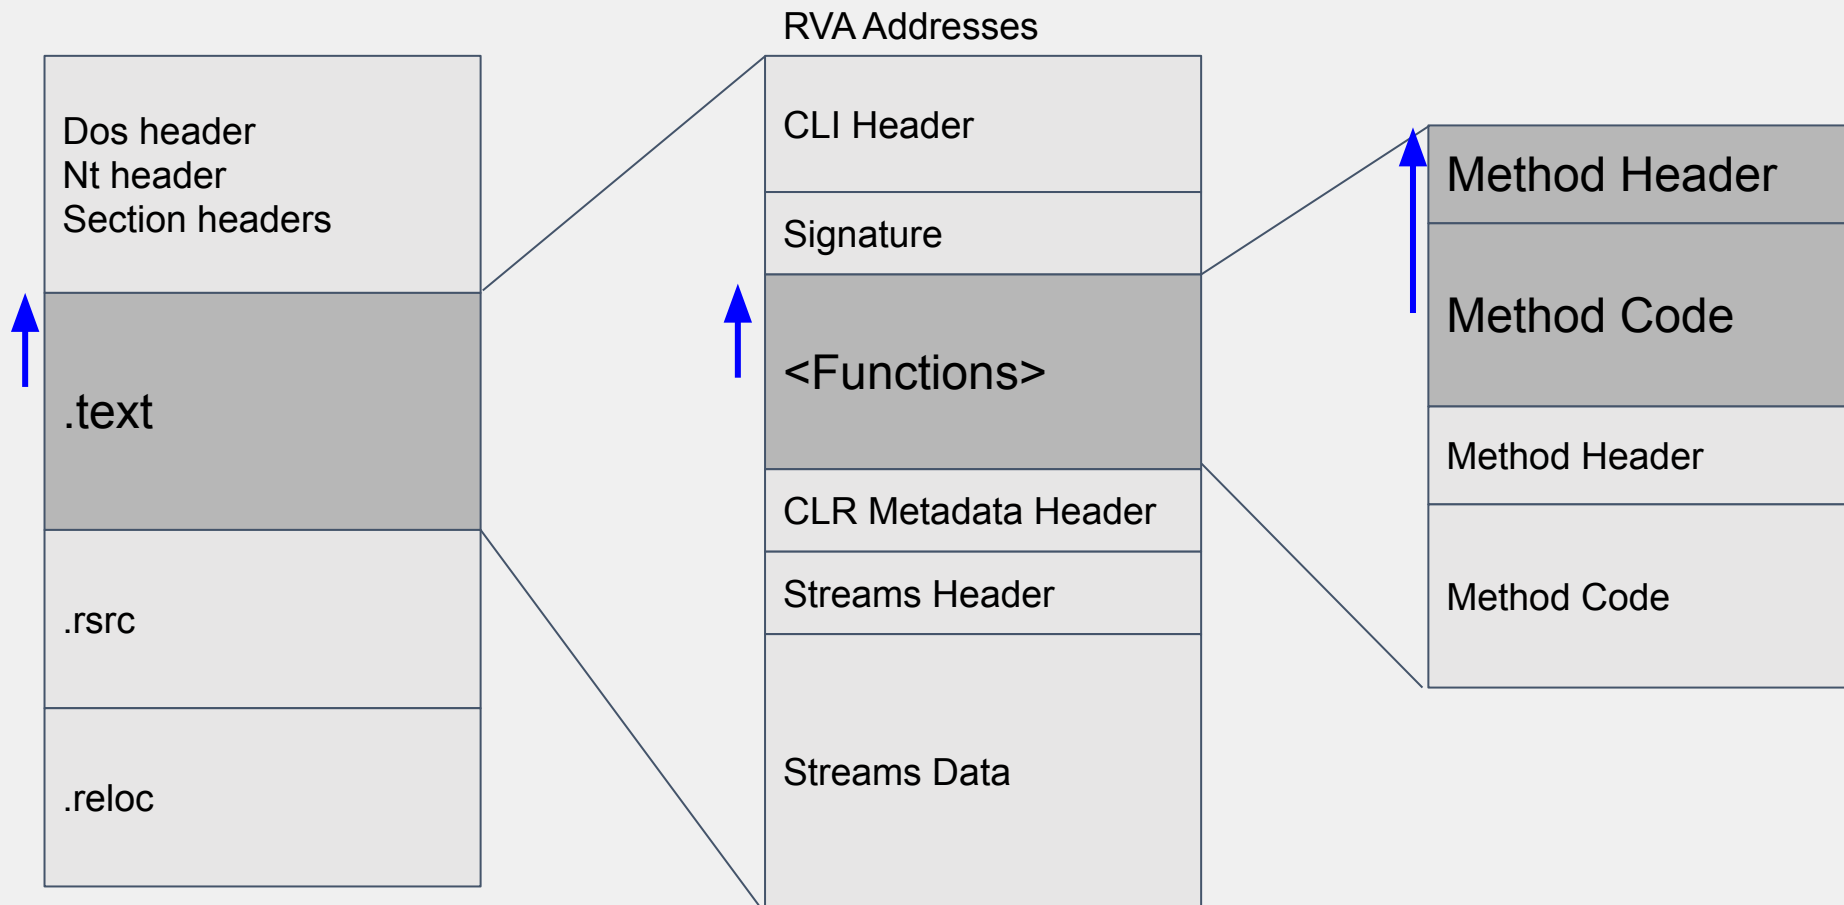 RVA Addresses
Dos header
Nt header
Section headers
.text
.rsrc
.reloc
CLI Header
Signature
<Functions>
CLR Metadata Header
Streams Header
Streams Data
Method Header
Method Code
Method Header
Method Code